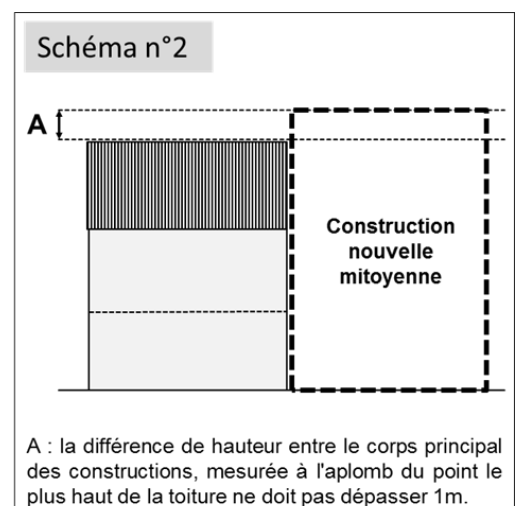 Schéma n°2
A
Construction
nouvelle
mitoyenne
A : la différence de hauteur entre le corps principal
des constructions, mesurée à l'aplomb du point le
plus haut de la toiture ne doit pas dépasser 1m.